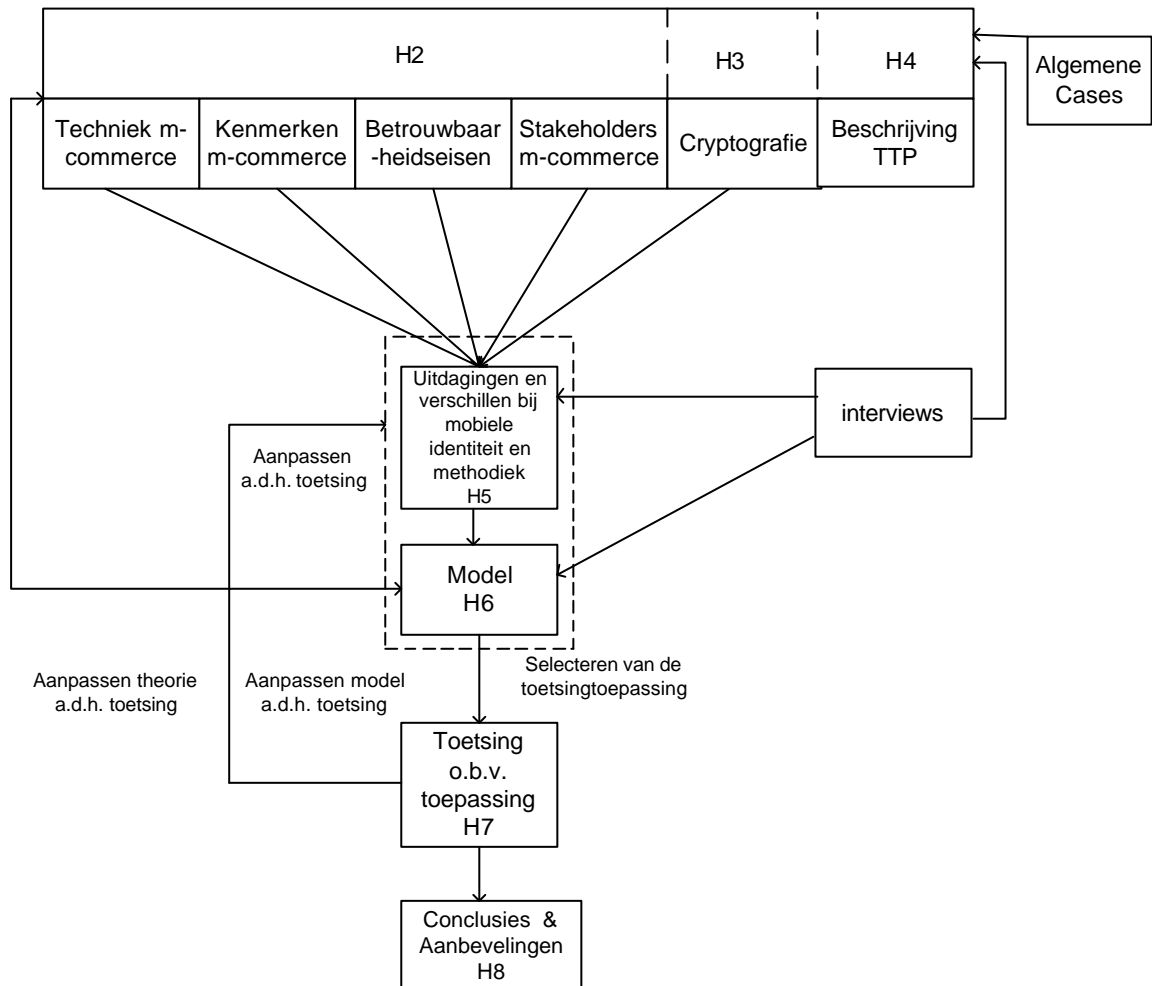 H2
H3
H4
Algemene
Cases
Techniek m-
commerce
Kenmerken
m-commerce
Betrouwbaar
-heidseisen
Stakeholders
m-commerce
Cryptografie
Beschrijving
TTP
Uitdagingen en
verschillen bij
mobiele
identiteit en
methodiek
H5
interviews
Aanpassen
a.d.h. toetsing
Model
H6
Aanpassen theorie
a.d.h. toetsing
Aanpassen model
a.d.h. toetsing
Selecteren van de
toetsingtoepassing
Toetsing
o.b.v.
toepassing
H7
Conclusies &
Aanbevelingen
H8